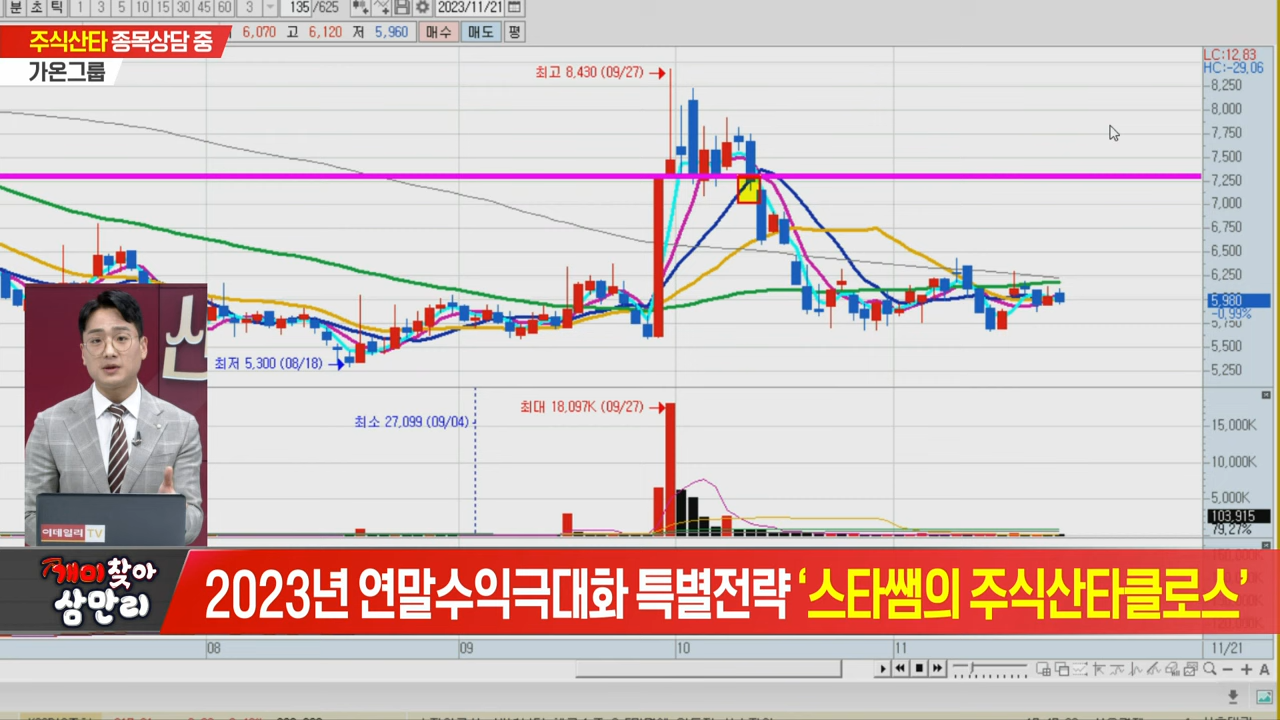 분 초 틱 1 3 5 10 15 30 45 60 3 135 /625 2023/11/21
6,070 고 6,120 저 5,960 매수 매도 평
주식산타 종목상담 중
가온그룹
LC:12.83
HC:-29.06
최고 8,430 (09/27)
8,250
8,000
7,750
7,500
7,250
7,000
6,750
6,500
6,250
5,980
-0.99%
5,750
5,500
5,250
최저 5,300 (08/18)
최대 18,097K (09/27)
최소 27,099 (09/04)
15,000K
10,000K
5,000K
103,915
79.27%
이데일리 TV
개미찾아
삼만리
2023년 연말수익극대화 특별전략 ‘스타쌤의 주식산타클로스’
08 09 10 11 11/21
A